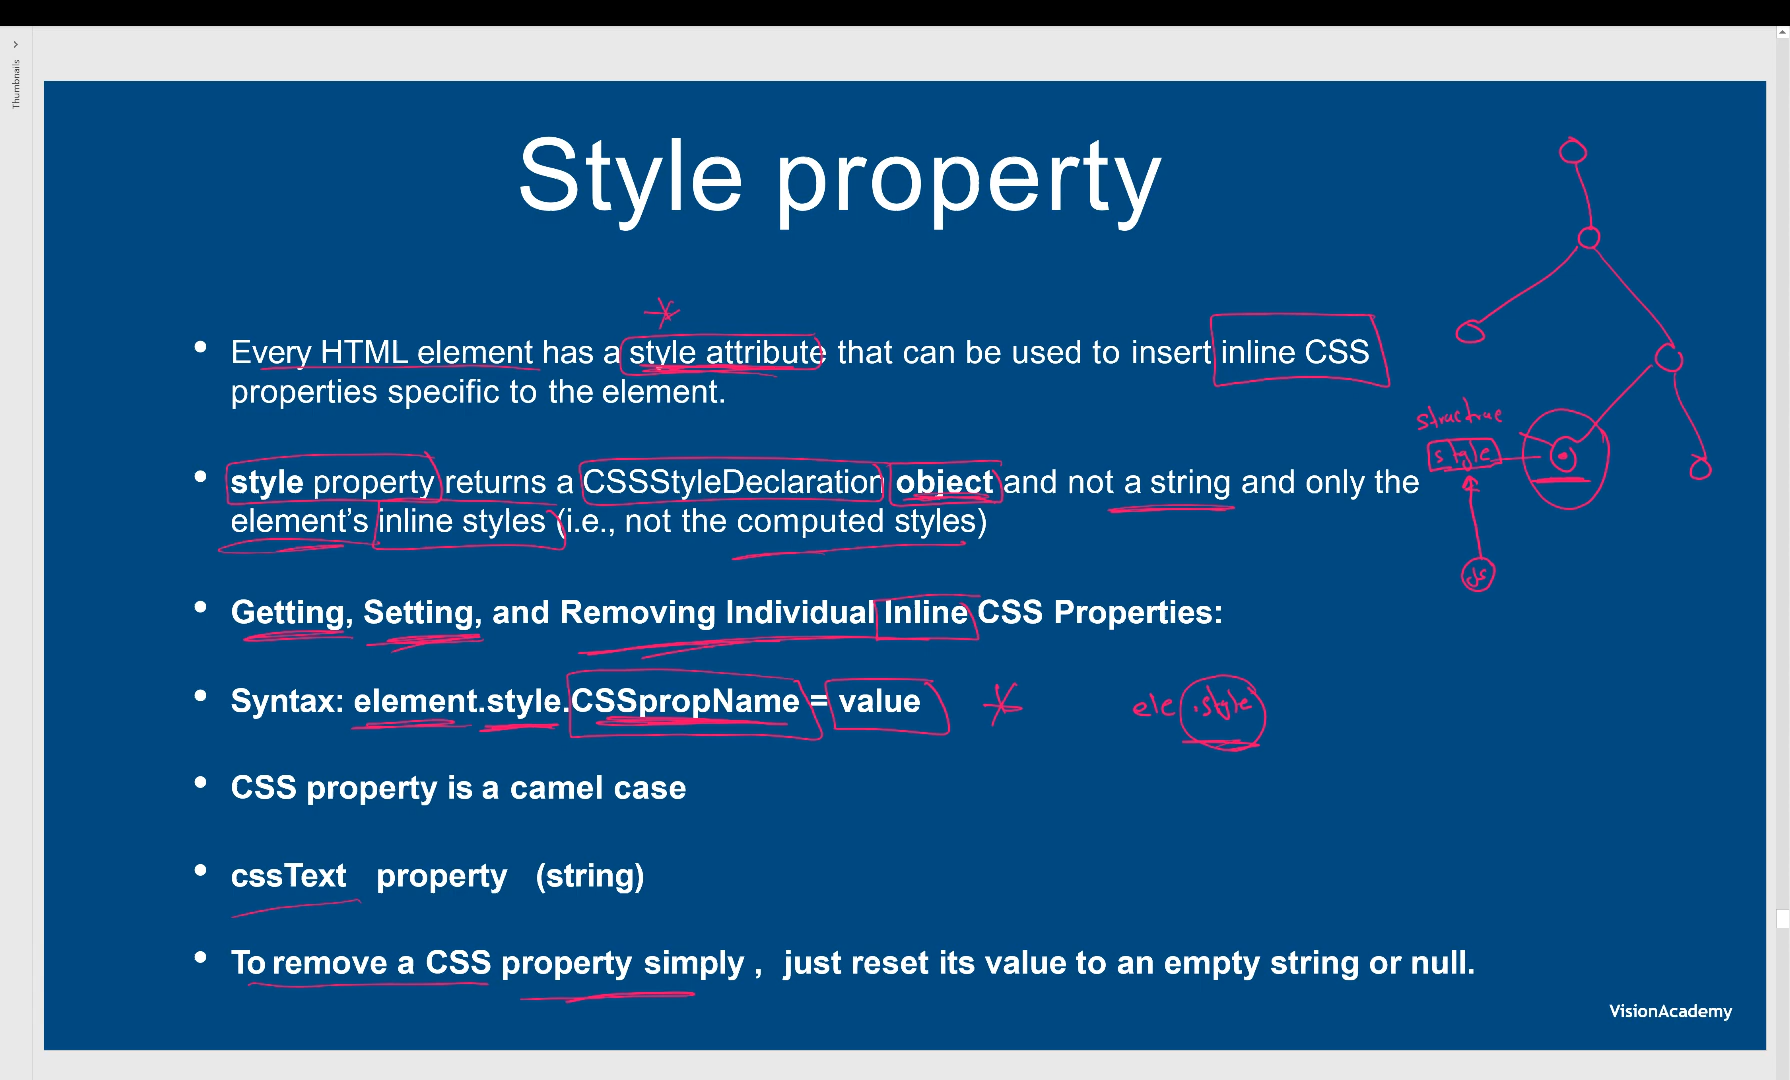 Thumbnails
Style property
• Every HTML element has a style attribute that can be used to insert inline CSS
properties specific to the element.
structrue
style
• style property returns a CSSStyleDeclaration object and not a string and only the
element's inline styles (i.e., not the computed styles)
• Getting, Setting, and Removing Individual Inline CSS Properties:
• Syntax: element.style.CSSpropName = value
ele .style
• CSS property is a camel case
• cssText property (string)
• To remove a CSS property simply , just reset its value to an empty string or null.
VisionAcademy